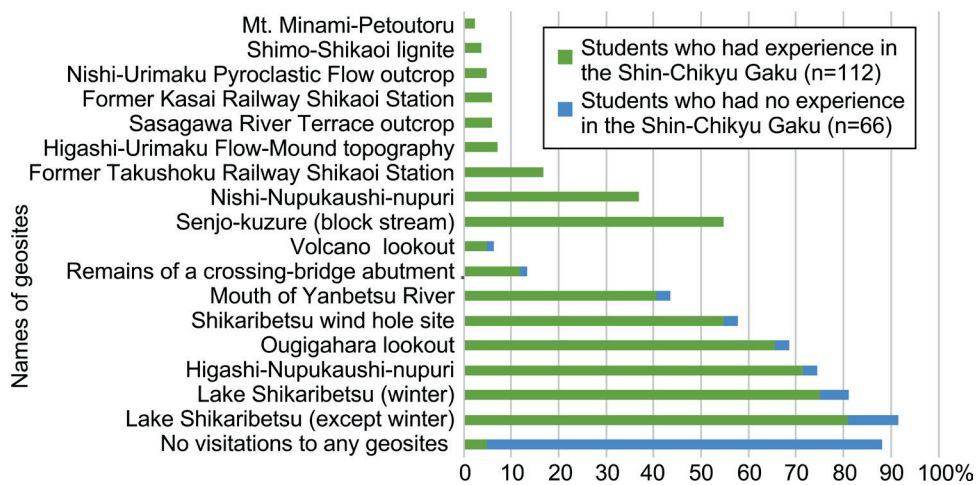 Names of geosites
Mt. Minami-Petoutoru
Shimo-Shikaoi lignite
Nishi-Urimaku Pyroclastic Flow outcrop
Former Kasai Railway Shikaoi Station
Sasagawa River Terrace outcrop
Higashi-Urimaku Flow-Mound topography
Former Takushoku Railway Shikaoi Station
Nishi-Nupukaushi-nupuri
Senjo-kuzure (block stream)
Volcano lookout
Remains of a crossing-bridge abutment
Mouth of Yanbetsu River
Shikaribetsu wind hole site
Ougigahara lookout
Higashi-Nupukaushi-nupuri
Lake Shikaribetsu (winter)
Lake Shikaribetsu (except winter)
No visitations to any geosites
Students who had experience in
the Shin-Chikyu Gaku (n=112)
Students who had no experience
in the Shin-Chikyu Gaku (n=66)
0 10 20 30 40 50 60 70 80 90 100%